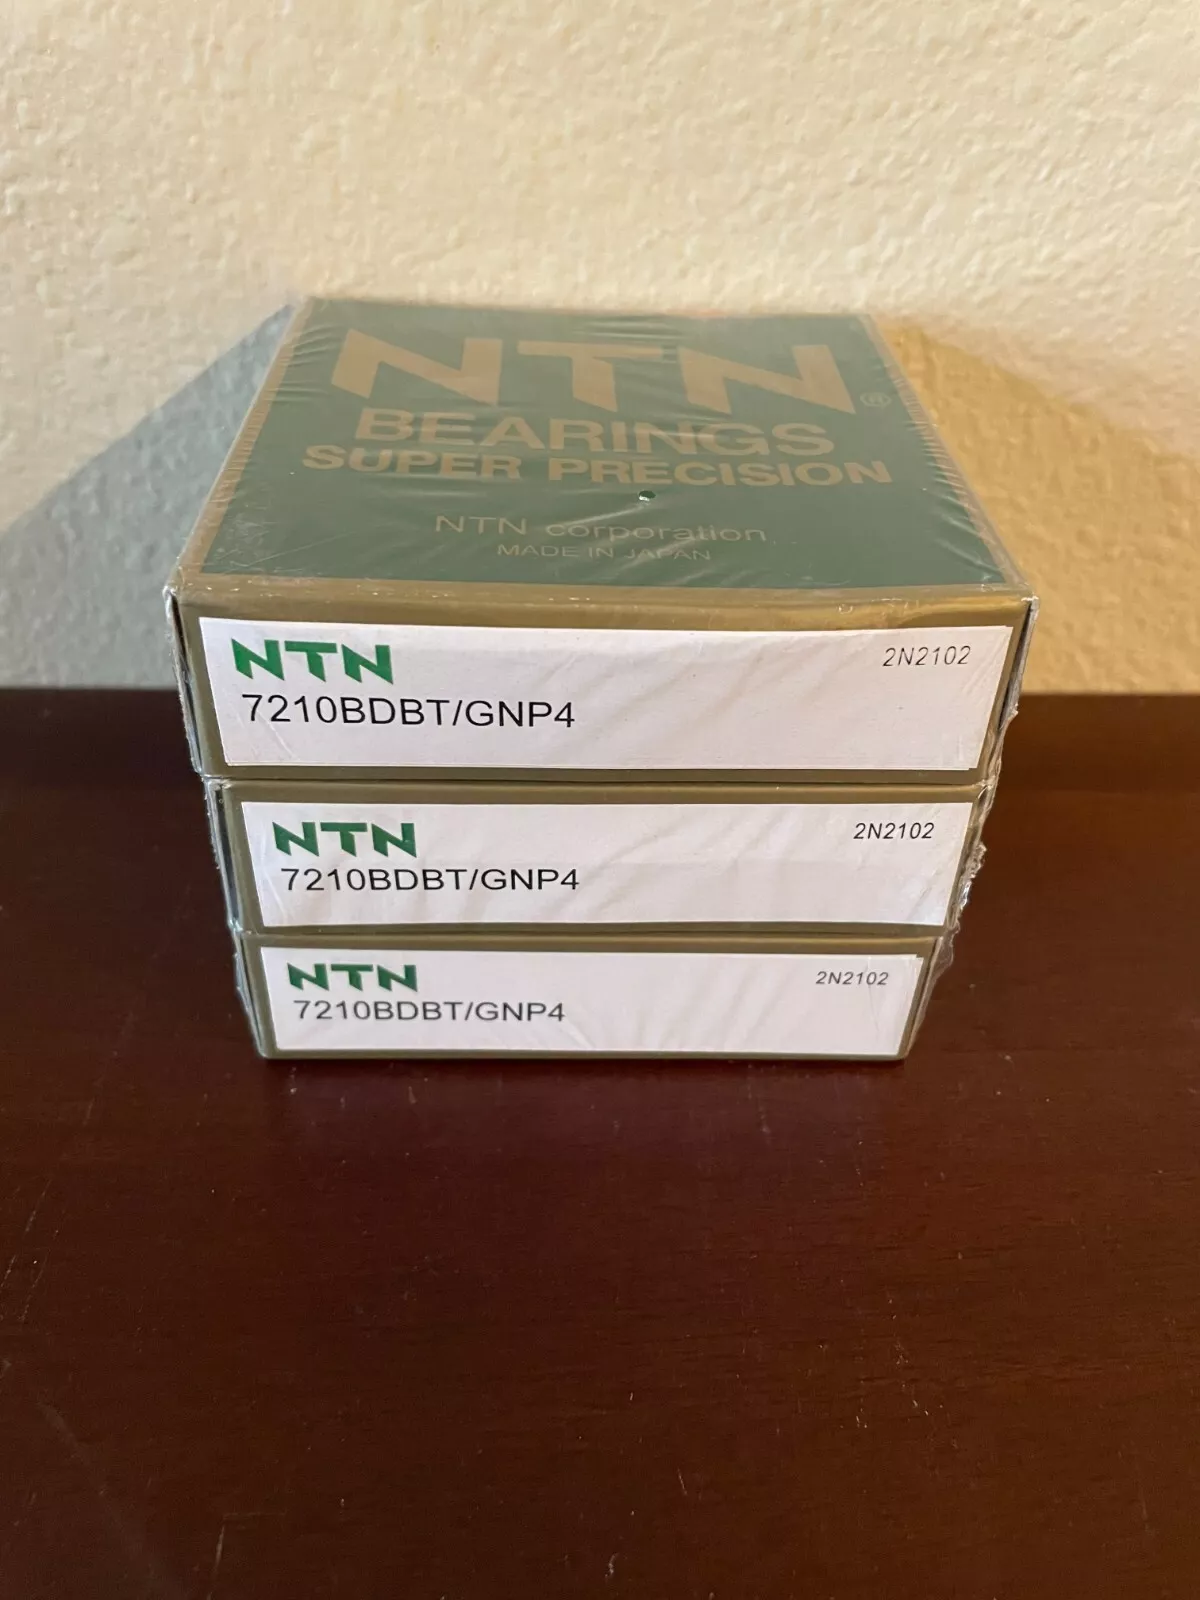 NTN®
BEARINGS
SUPER PRECISION
NTN corporation
MADE IN JAPAN
NTN 2N2102
7210BDBT/GNP4
NTN 2N2102
7210BDBT/GNP4
NTN 2N2102
7210BDBT/GNP4